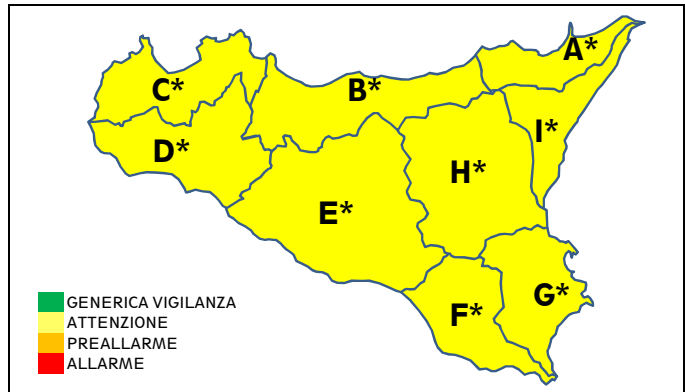 A*
C*
B*
I*
D*
H*
E*
G*
F*
GENERICA VIGILANZA
ATTENZIONE
PREALLARME
ALLARME